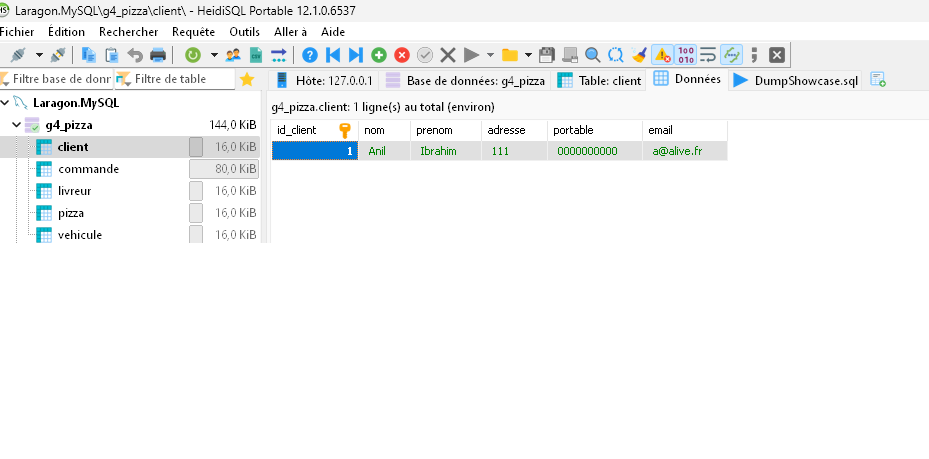 Laragon.MySQL\g4_pizza\client\ - HeidiSQL Portable 12.1.0.6537
Fichier Édition Rechercher Requête Outils Aller à Aide
Filtre base de donr Filtre de table Hôte: 127.0.0.1 Base de données: g4_pizza Table: client Données DumpShowcase.sql
Laragon.MySQL
g4_pizza 144,0 KiB
client 16,0 KiB
commande 80,0 KiB
livreur 16,0 KiB
pizza 16,0 KiB
vehicule 16,0 KiB
g4_pizza.client: 1 ligne(s) au total (environ)
id_client nom prenom adresse portable email
1 Anil Ibrahim 111 0000000000 a@alive.fr